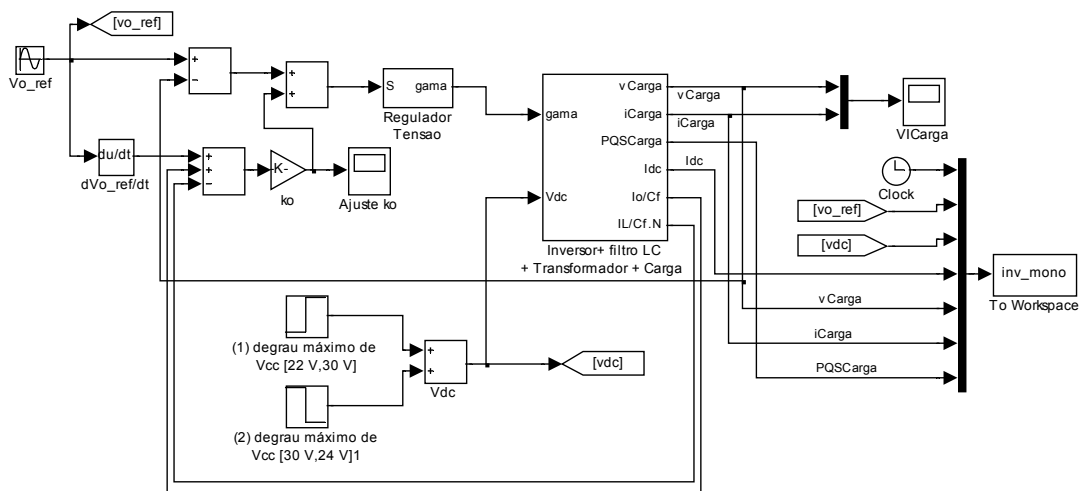 [vo_ref]
Vo_ref
+
−
+
+
S
gama
Regulador
Tensao
du/dt
dVo_ref/dt
+
+
−
-K-
ko
Ajuste ko
gama
Vdc
vCarga
iCarga
PQSCarga
Idc
Io/Cf
IL/Cf.N
Inversor+ filtro LC
+ Transformador + Carga
vCarga
iCarga
Idc
VICarga
Clock
[vo_ref]
[vdc]
vCarga
iCarga
PQSCarga
inv_mono
To Workspace
(1) degrau máximo de
Vcc [22 V,30 V]
+
+
Vdc
[vdc]
(2) degrau máximo de
Vcc [30 V,24 V]1